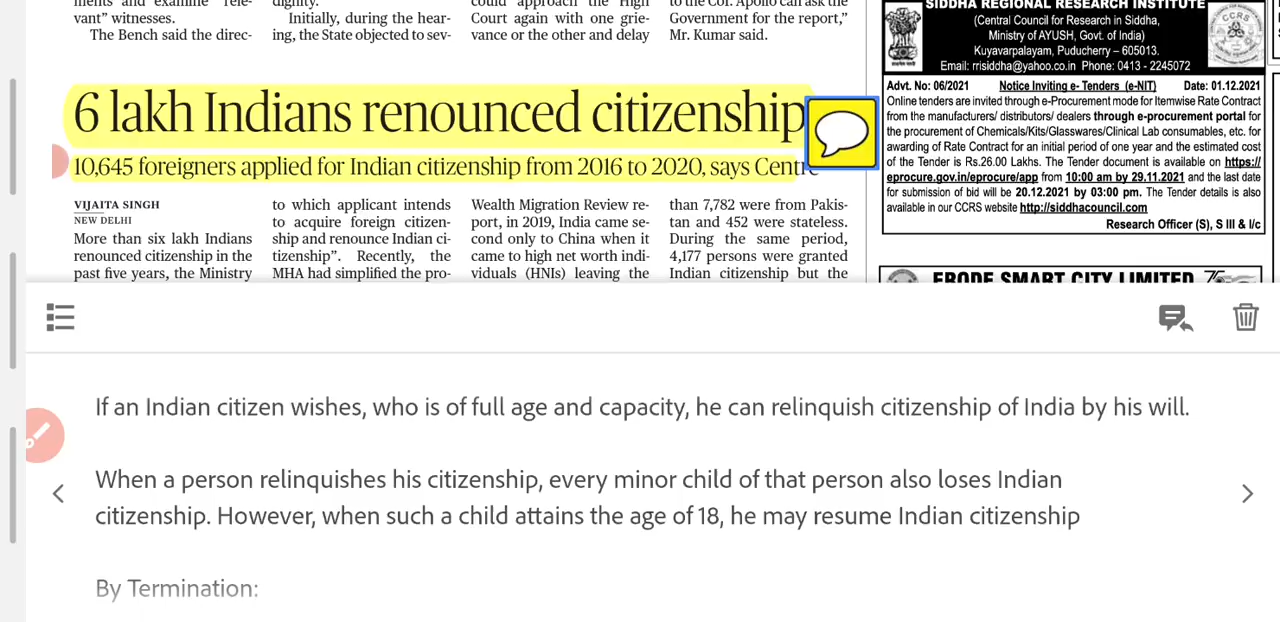 ments and examine "rele-
vant" witnesses.
The Bench said the direc-
dignity.
Initially, during the hear-
ing, the State objected to sev-
could approach the High
Court again with one grie-
vance or the other and delay
to the CoI. Apollo can ask the
Government for the report,"
Mr. Kumar said.
6 lakh Indians renounced citizenship
10,645 foreigners applied for Indian citizenship from 2016 to 2020, says Centre
VIJAITA SINGH
NEW DELHI
More than six lakh Indians
renounced citizenship in the
past five years, the Ministry
to which applicant intends
to acquire foreign citizen-
ship and renounce Indian ci-
tizenship". Recently, the
MHA had simplified the pro-
Wealth Migration Review re-
port, in 2019, India came se-
cond only to China when it
came to high net worth indi-
viduals (HNIs) leaving the
than 7,782 were from Pakis-
tan and 452 were stateless.
During the same period,
4,177 persons were granted
Indian citizenship but the
SIDDHA REGIONAL RESEARCH INSTITUTE
(Central Council for Research in Siddha,
Ministry of AYUSH, Govt. of India)
Kuyavarpalayam, Puducherry – 605013.
Email: rrisiddha@yahoo.co.in Phone: 0413 - 2245072
CCRS
Advt. No: 06/2021 Notice Inviting e- Tenders (e-NIT) Date: 01.12.2021
Online tenders are invited through e-Procurement mode for Itemwise Rate Contract
from the manufacturers/ distributors/ dealers through e-procurement portal for
the procurement of Chemicals/Kits/Glasswares/Clinical Lab consumables, etc. for
awarding of Rate Contract for an initial period of one year and the estimated cost
of the Tender is Rs.26.00 Lakhs. The Tender document is available on https://
eprocure.gov.in/eprocure/app from 10:00 am by 29.11.2021 and the last date
for submission of bid will be 20.12.2021 by 03:00 pm. The Tender details is also
available in our CCRS website http://siddhacouncil.com
Research Officer (S), S III & I/c
ERODE SMART CITY LIMITED
If an Indian citizen wishes, who is of full age and capacity, he can relinquish citizenship of India by his will.
When a person relinquishes his citizenship, every minor child of that person also loses Indian
citizenship. However, when such a child attains the age of 18, he may resume Indian citizenship
By Termination: